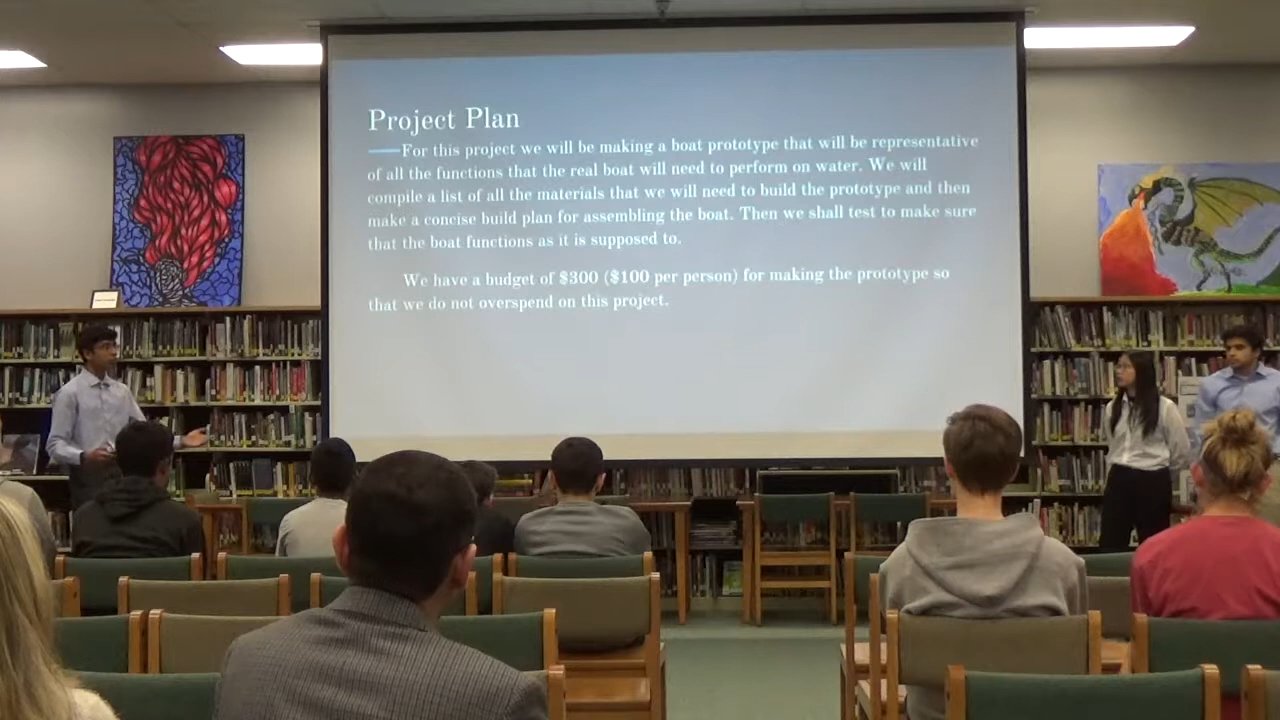 Project Plan
For this project we will be making a boat prototype that will be representative
of all the functions that the real boat will need to perform on water. We will
compile a list of all the materials that we will need to build the prototype and then
make a concise build plan for assembling the boat. Then we shall test to make sure
that the boat functions as it is supposed to.
We have a budget of $300 ($100 per person) for making the prototype so
that we do not overspend on this project.